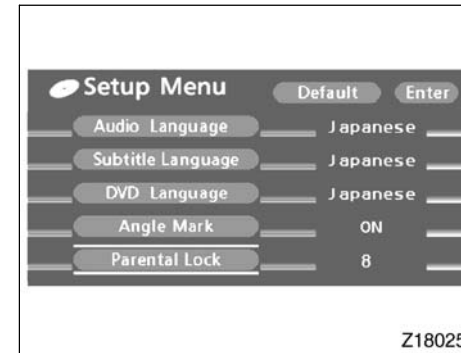 Setup Menu Default Enter
Audio Language Japanese
Subtitle Language Japanese
DVD Language Japanese
Angle Mark ON
Parental Lock 8
Z18025